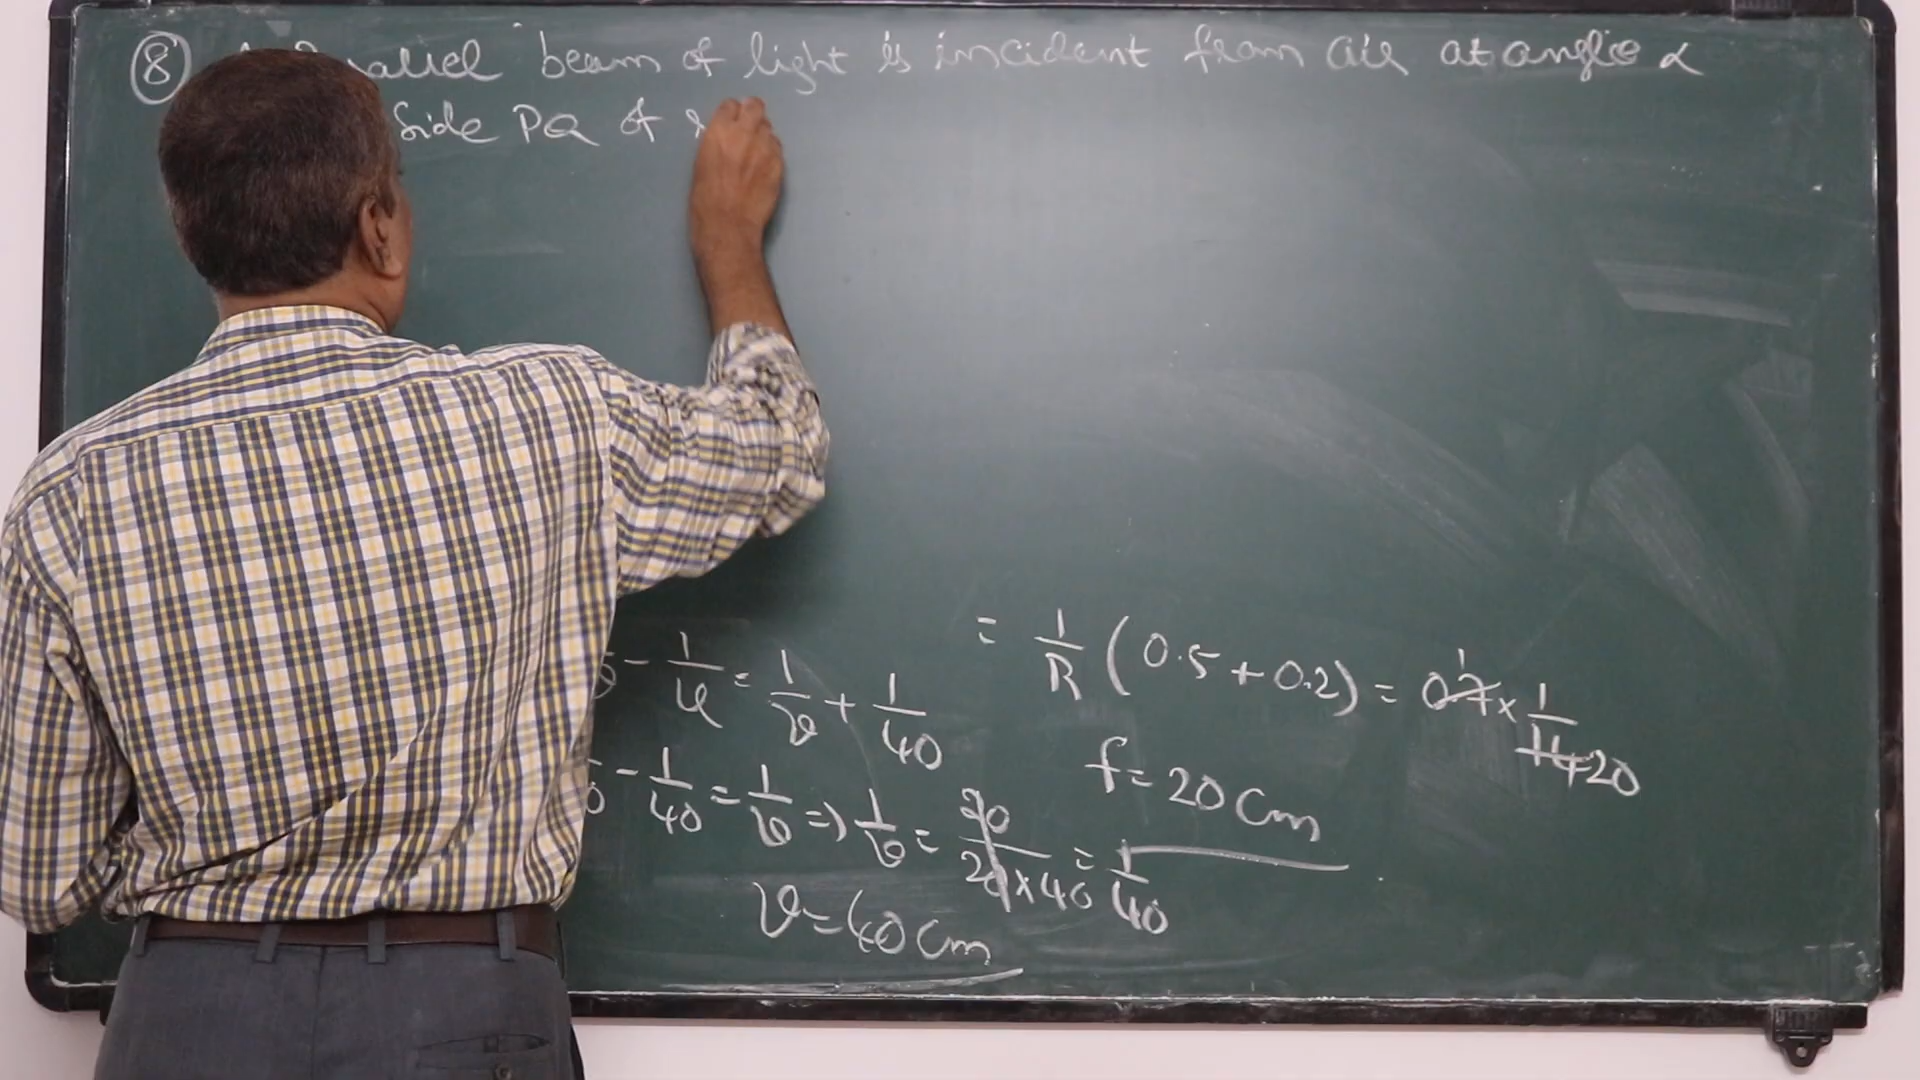 ⑧ beam of light is incident from air at angle α
Side PQ of
= 1/R (0.5 + 0.2) = 0.7 × 1/14 20
- 1/u = 1/v + 1/40
f = 20 cm
- 1/40 = 1/v ⇒ 1/v = 20/20×40 = 1/40
v = 40 cm